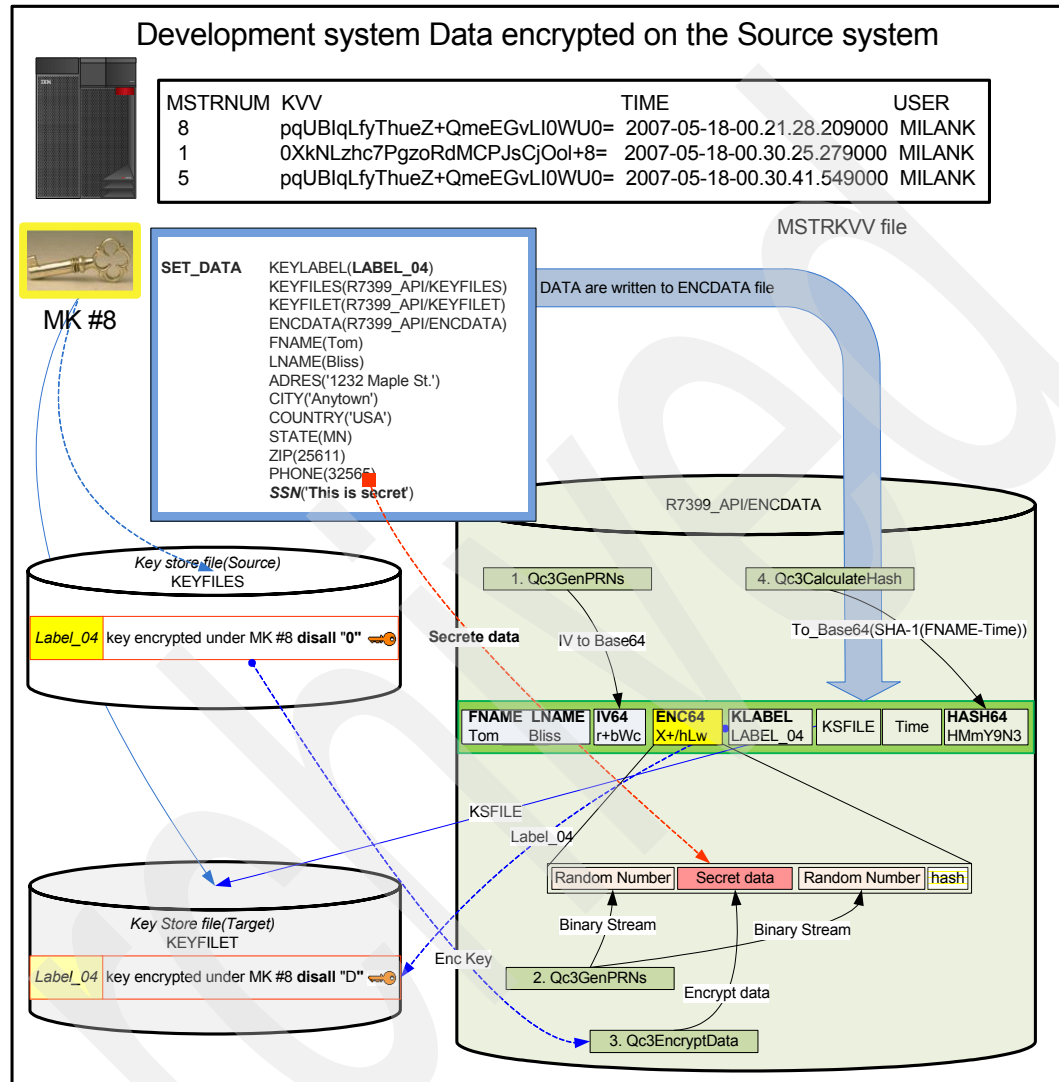 Development system Data encrypted on the Source system
IBM
MSTRNUM KVV TIME USER
8 pqUBIqLfyThueZ+QmeEGvLI0WU0= 2007-05-18-00.21.28.209000 MILANK
1 0XkNLzhc7PgzoRdMCPJsCjOol+8= 2007-05-18-00.30.25.279000 MILANK
5 pqUBIqLfyThueZ+QmeEGvLI0WU0= 2007-05-18-00.30.41.549000 MILANK
MSTRKVV file
MK #8
SET_DATA KEYLABEL(LABEL_04)
KEYFILES(R7399_API/KEYFILES)
KEYFILET(R7399_API/KEYFILET)
ENCDATA(R7399_API/ENCDATA)
FNAME(Tom)
LNAME(Bliss)
ADRES('1232 Maple St.')
CITY('Anytown')
COUNTRY('USA')
STATE(MN)
ZIP(25611)
PHONE(32565)
SSN('This is secret')
DATA are written to ENCDATA file
R7399_API/ENCDATA
Key store file(Source)
KEYFILES
Label_04 key encrypted under MK #8 disall "0"
1. Qc3GenPRNs
4. Qc3CalculateHash
Secrete data
IV to Base64
To_Base64(SHA-1(FNAME-Time))
FNAME LNAME IV64 ENC64 KLABEL KSFILE Time HASH64
Tom Bliss r+bWc X+/hLw LABEL_04 HMmY9N3
KSFILE
Label_04
Random Number Secret data Random Number hash
Key Store file(Target)
KEYFILET
Label_04 key encrypted under MK #8 disall "D"
Binary Stream
Binary Stream
Enc Key
2. Qc3GenPRNs
Encrypt data
3. Qc3EncryptData
rchived